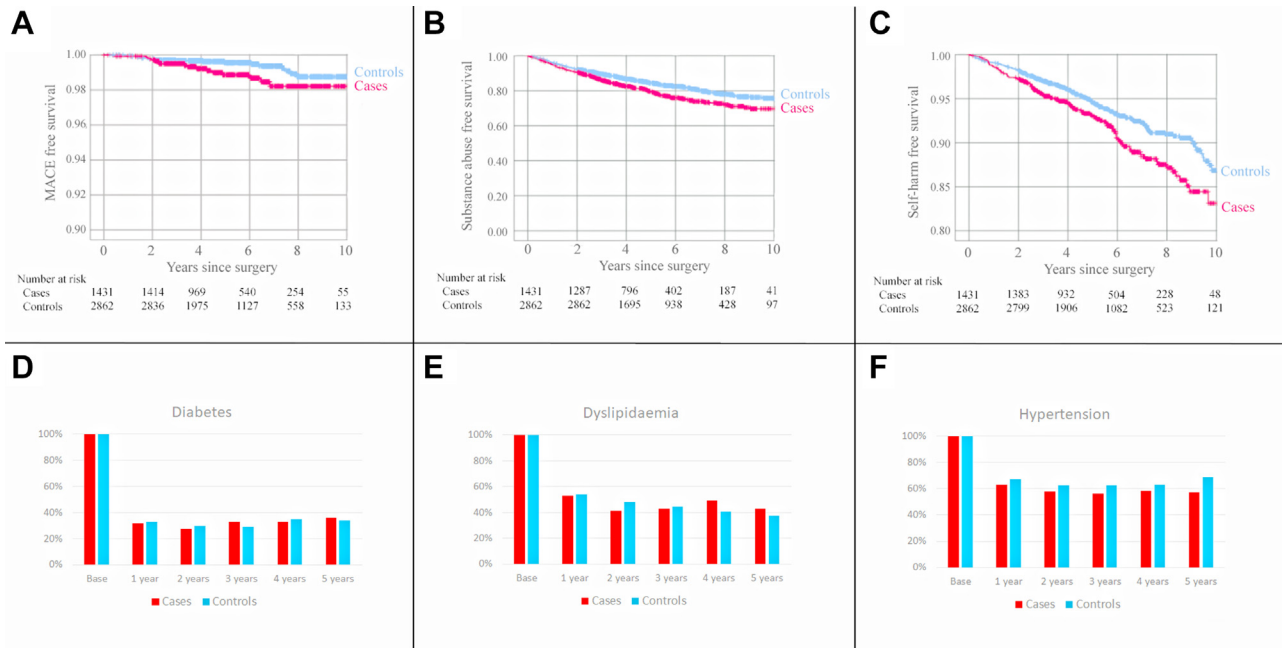 A
MACE free survival
1.00
0.98
0.96
0.94
0.92
0.90
Controls
Cases
0 2 4 6 8 10
Years since surgery
Number at risk
Cases 1431 1414 969 540 254 55
Controls 2862 2836 1975 1127 558 133
B
Substance abuse free survival
1.00
0.80
0.60
0.40
0.20
0.00
Controls
Cases
0 2 4 6 8 10
Years since surgery
Number at risk
Cases 1431 1287 796 402 187 41
Controls 2862 2862 1695 938 428 97
C
Self-harm free survival
1.00
0.95
0.90
0.85
0.80
Controls
Cases
0 2 4 6 8 10
Years since surgery
Number at risk
Cases 1431 1383 932 504 228 48
Controls 2862 2799 1906 1082 523 121
D
Diabetes
100%
80%
60%
40%
20%
0%
Base 1 year 2 years 3 years 4 years 5 years
Cases Controls
E
Dyslipidaemia
100%
80%
60%
40%
20%
0%
Base 1 year 2 years 3 years 4 years 5 years
Cases Controls
F
Hypertension
100%
80%
60%
40%
20%
0%
Base 1 year 2 years 3 years 4 years 5 years
Cases Controls